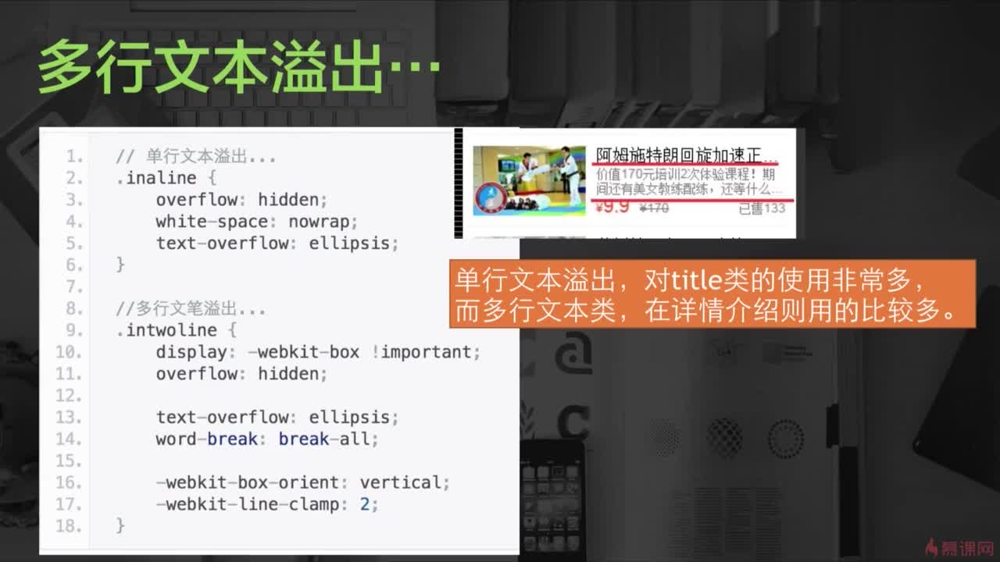 多行文本溢出…
1. // 单行文本溢出...
2. .inaline {
3. overflow: hidden;
4. white-space: nowrap;
5. text-overflow: ellipsis;
6. }
7.
8. //多行文笔溢出...
9. .intwoline {
10. display: -webkit-box !important;
11. overflow: hidden;
12.
13. text-overflow: ellipsis;
14. word-break: break-all;
15.
16. -webkit-box-orient: vertical;
17. -webkit-line-clamp: 2;
18. }
阿姆施特朗回旋加速正...
价值170元培训2次体验课程！期
间还有美女教练配练，还等什么...
¥9.9 ¥170 已售133
单行文本溢出，对title类的使用非常多，
而多行文本类，在详情介绍则用的比较多。
慕课网